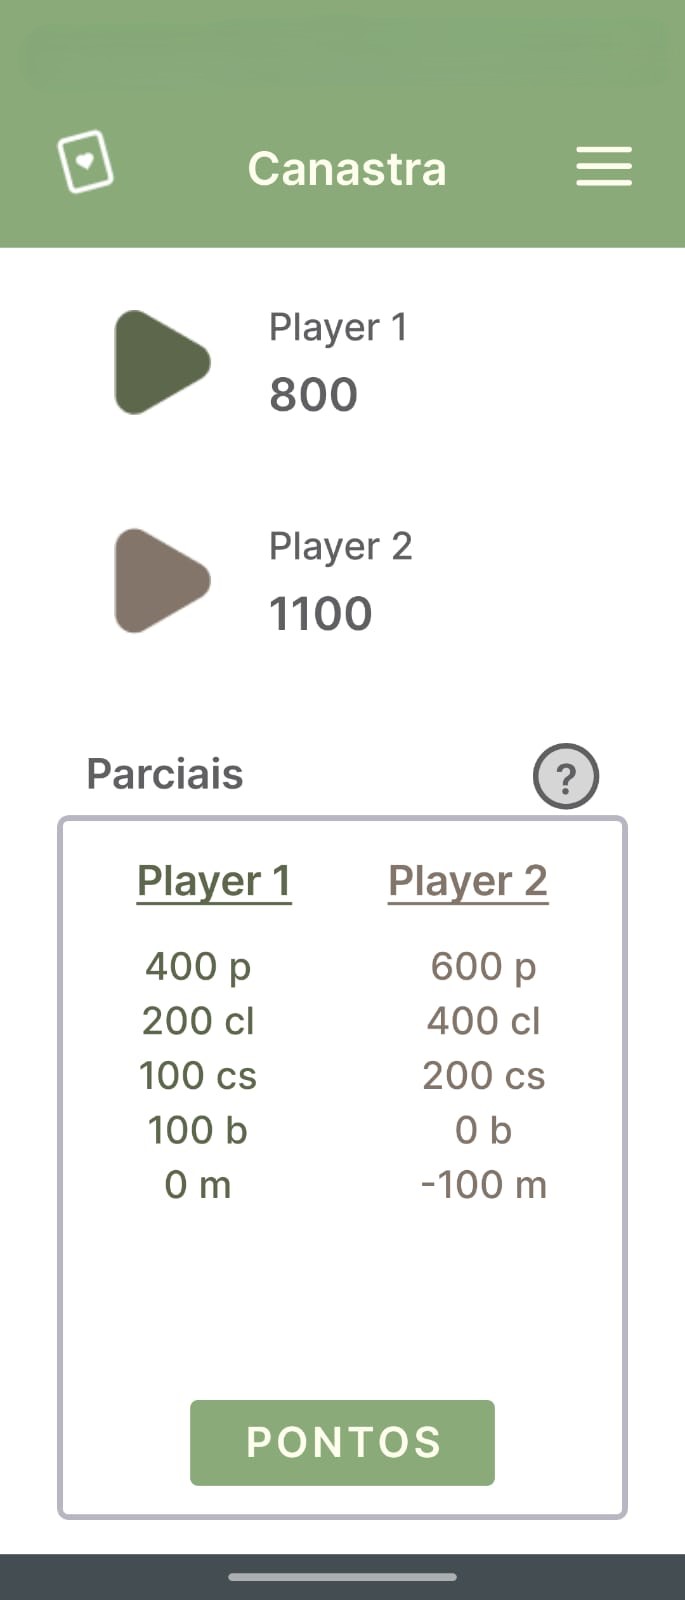 Canastra
Player 1
800
Player 2
1100
Parciais
?
Player 1
400 p
200 cl
100 cs
100 b
0 m
Player 2
600 p
400 cl
200 cs
0 b
-100 m
PONTOS